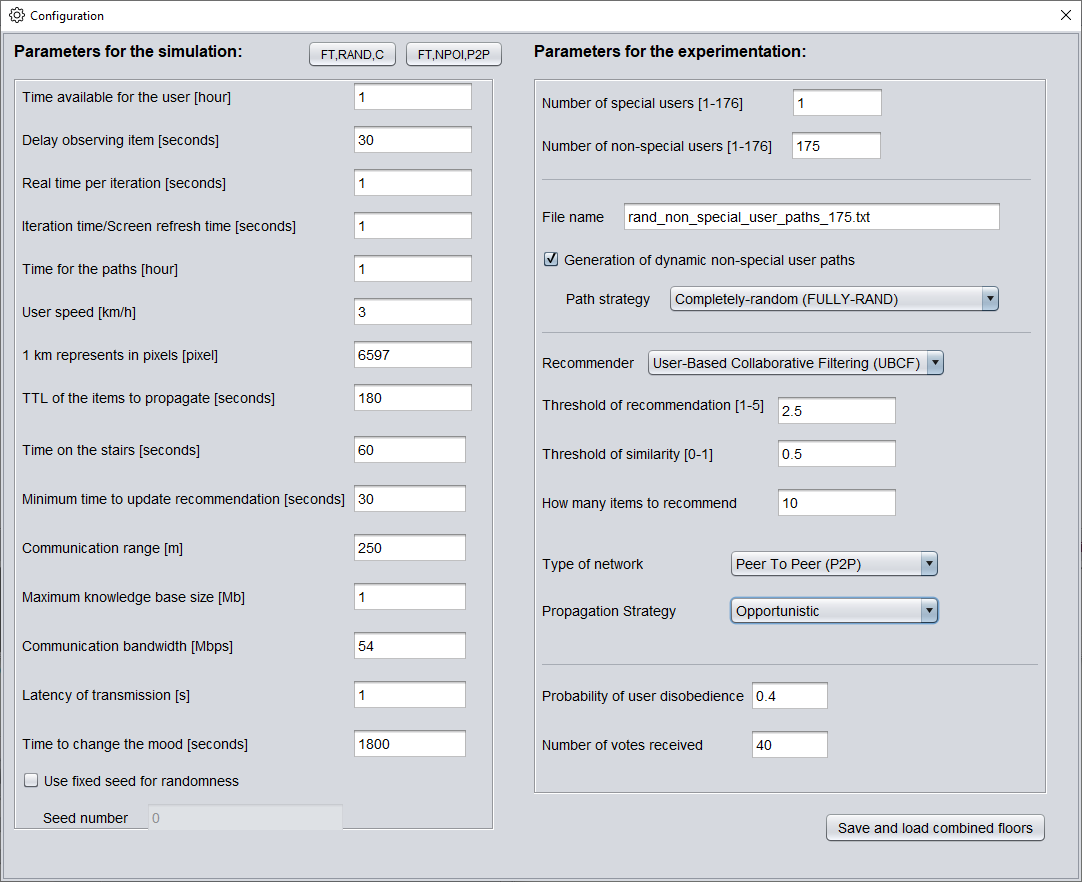 Configuration
Parameters for the simulation:
FT,RAND,C
FT,NPOI,P2P
Time available for the user [hour] 1
Delay observing item [seconds] 30
Real time per iteration [seconds] 1
Iteration time/Screen refresh time [seconds] 1
Time for the paths [hour] 1
User speed [km/h] 3
1 km represents in pixels [pixel] 6597
TTL of the items to propagate [seconds] 180
Time on the stairs [seconds] 60
Minimum time to update recommendation [seconds] 30
Communication range [m] 250
Maximum knowledge base size [Mb] 1
Communication bandwidth [Mbps] 54
Latency of transmission [s] 1
Time to change the mood [seconds] 1800
Use fixed seed for randomness
Seed number 0
Parameters for the experimentation:
Number of special users [1-176] 1
Number of non-special users [1-176] 175
File name rand_non_special_user_paths_175.txt
Generation of dynamic non-special user paths
Path strategy Completely-random (FULLY-RAND)
Recommender User-Based Collaborative Filtering (UBCF)
Threshold of recommendation [1-5] 2.5
Threshold of similarity [0-1] 0.5
How many items to recommend 10
Type of network Peer To Peer (P2P)
Propagation Strategy Opportunistic
Probability of user disobedience 0.4
Number of votes received 40
Save and load combined floors